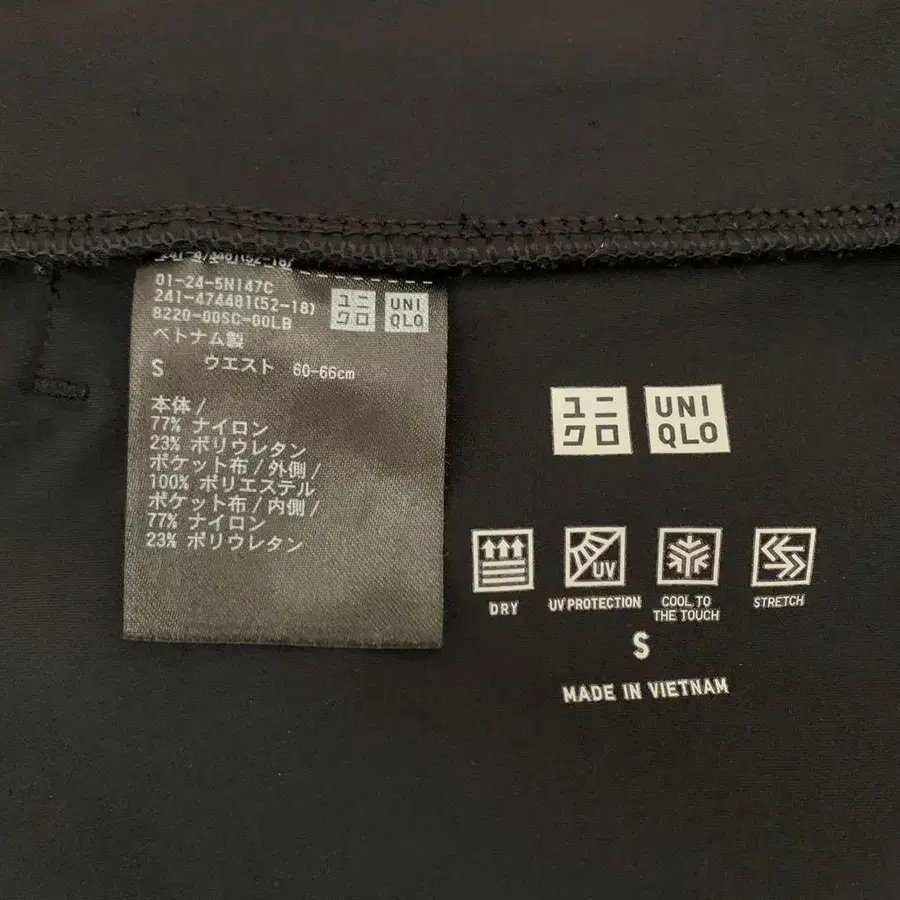 01-24-5N147C
241-474401(52-18)
8220-00SC-00LB
ユニ
クロ
UNI
QLO
ベトナム製
S ウエスト 60-66cm
本体/
77% ナイロン
23% ポリウレタン
ポケット布/外側/
100% ポリエステル
ポケット布/内側/
77% ナイロン
23% ポリウレタン
ユニ
クロ
UNI
QLO
DRY
UV
UV PROTECTION
COOL TO
THE TOUCH
STRETCH
S
MADE IN VIETNAM